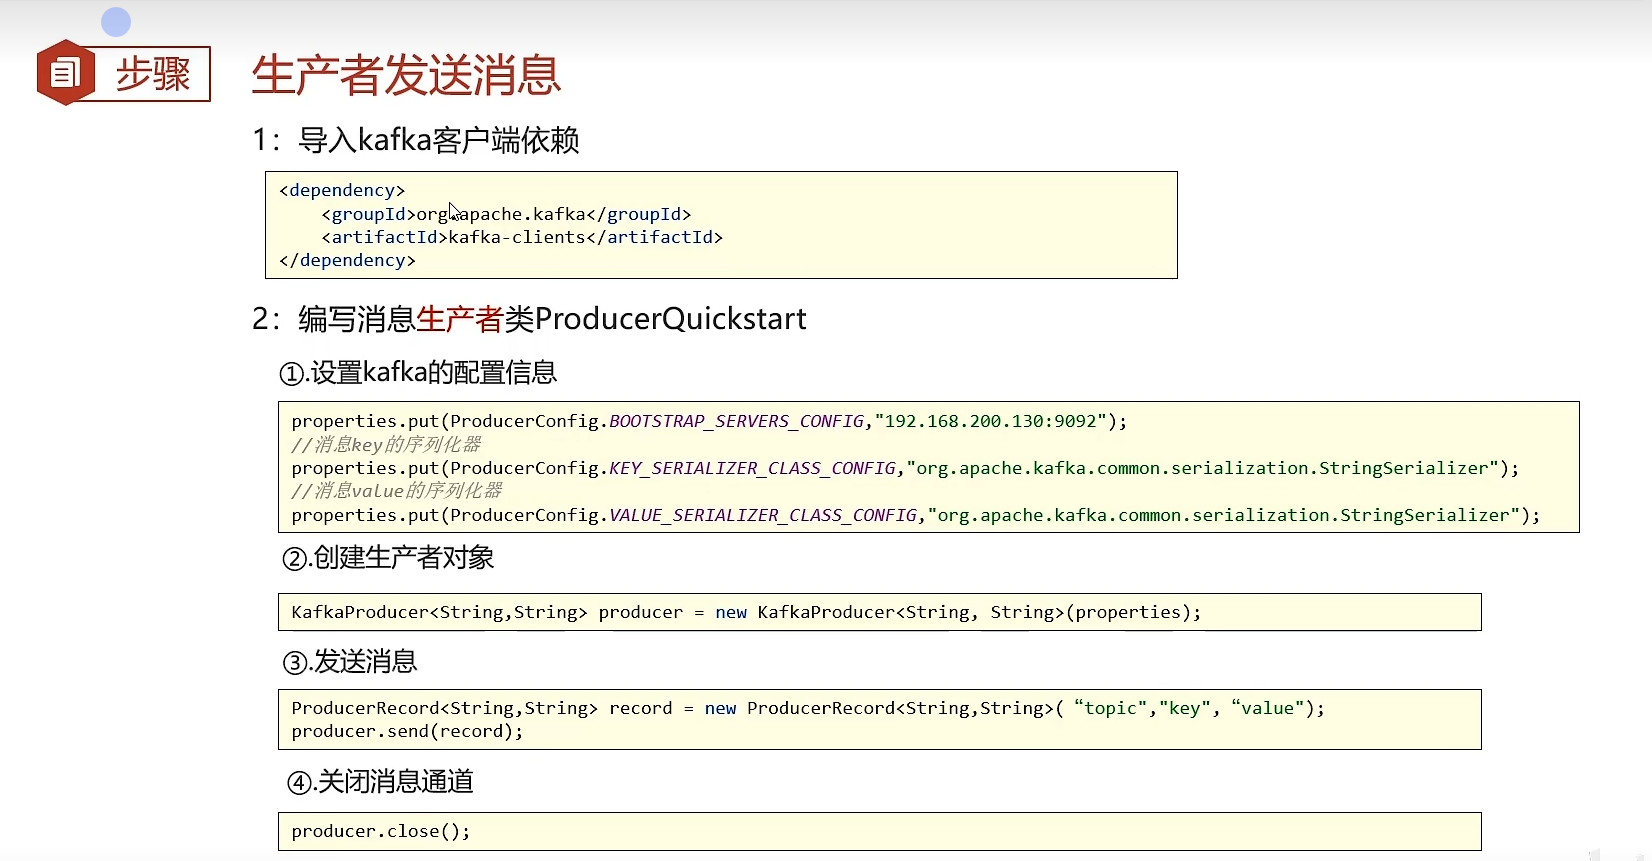 步骤
生产者发送消息
1：导入kafka客户端依赖
<dependency>
<groupId>org.apache.kafka</groupId>
<artifactId>kafka-clients</artifactId>
</dependency>
2：编写消息生产者类ProducerQuickstart
①.设置kafka的配置信息
properties.put(ProducerConfig.BOOTSTRAP_SERVERS_CONFIG,"192.168.200.130:9092");
//消息key的序列化器
properties.put(ProducerConfig.KEY_SERIALIZER_CLASS_CONFIG,"org.apache.kafka.common.serialization.StringSerializer");
//消息value的序列化器
properties.put(ProducerConfig.VALUE_SERIALIZER_CLASS_CONFIG,"org.apache.kafka.common.serialization.StringSerializer");
②.创建生产者对象
KafkaProducer<String,String> producer = new KafkaProducer<String, String>(properties);
③.发送消息
ProducerRecord<String,String> record = new ProducerRecord<String,String>( “topic","key", “value");
producer.send(record);
④.关闭消息通道
producer.close();